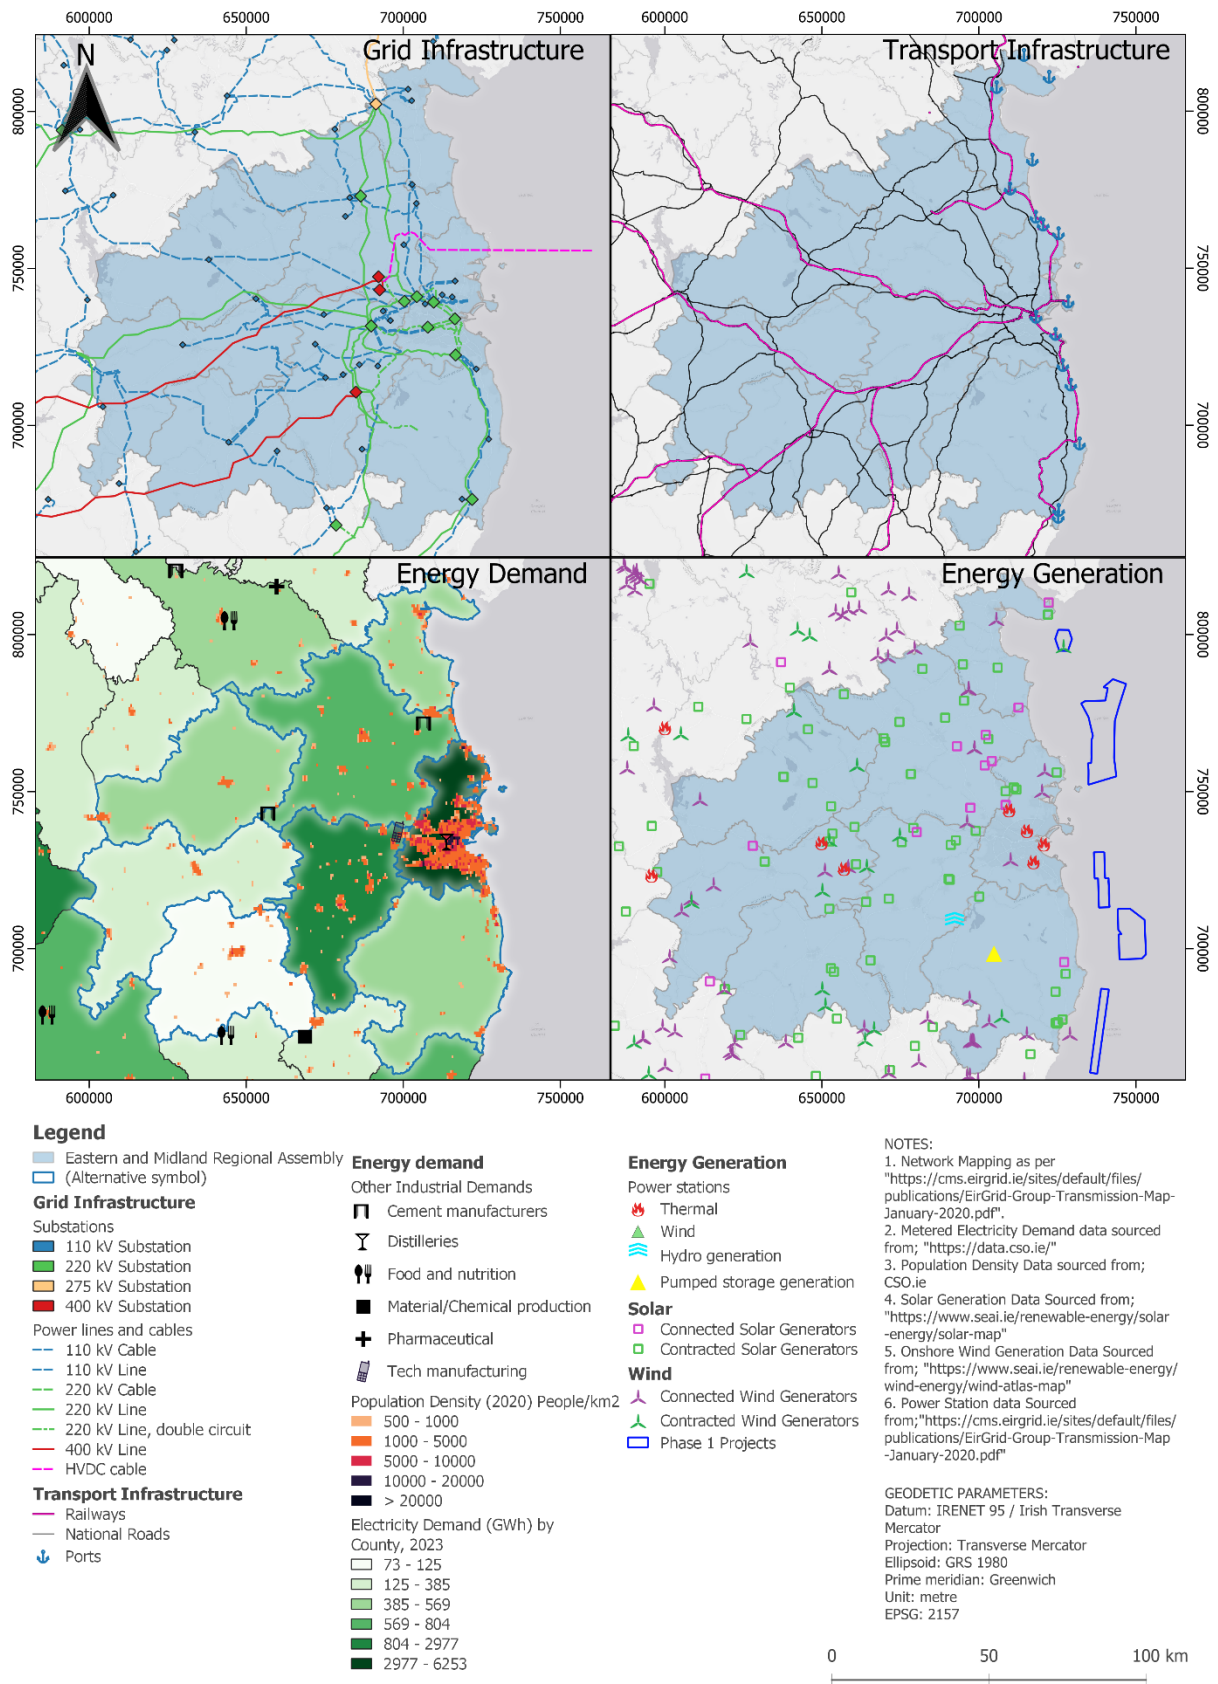 600000 650000 700000 750000
600000 650000 700000 750000
N
Grid Infrastructure
Transport Infrastructure
800000
750000
700000
800000
750000
700000
Energy Demand
Energy Generation
800000
750000
700000
800000
750000
700000
600000 650000 700000 750000
600000 650000 700000 750000
Legend
Eastern and Midland Regional Assembly
(Alternative symbol)
Grid Infrastructure
Substations
110 kV Substation
220 kV Substation
275 kV Substation
400 kV Substation
Power lines and cables
110 kV Cable
110 kV Line
220 kV Cable
220 kV Line
220 kV Line, double circuit
400 kV Line
HVDC cable
Transport Infrastructure
Railways
National Roads
Ports
Energy demand
Other Industrial Demands
Cement manufacturers
Distilleries
Food and nutrition
Material/Chemical production
Pharmaceutical
Tech manufacturing
Population Density (2020) People/km2
500 - 1000
1000 - 5000
5000 - 10000
10000 - 20000
> 20000
Electricity Demand (GWh) by
County, 2023
73 - 125
125 - 385
385 - 569
569 - 804
804 - 2977
2977 - 6253
Energy Generation
Power stations
Thermal
Wind
Hydro generation
Pumped storage generation
Solar
Connected Solar Generators
Contracted Solar Generators
Wind
Connected Wind Generators
Contracted Wind Generators
Phase 1 Projects
NOTES:
1. Network Mapping as per
"https://cms.eirgrid.ie/sites/default/files/
publications/EirGrid-Group-Transmission-Map-
January-2020.pdf".
2. Metered Electricity Demand data sourced
from; "https://data.cso.ie/"
3. Population Density Data sourced from;
CSO.ie
4. Solar Generation Data Sourced from;
"https://www.seai.ie/renewable-energy/solar
-energy/solar-map"
5. Onshore Wind Generation Data Sourced
from; "https://www.seai.ie/renewable-energy/
wind-energy/wind-atlas-map"
6. Power Station data Sourced
from;"https://cms.eirgrid.ie/sites/default/files/
publications/EirGrid-Group-Transmission-Map
-January-2020.pdf"
GEODETIC PARAMETERS:
Datum: IRENET 95 / Irish Transverse
Mercator
Projection: Transverse Mercator
Ellipsoid: GRS 1980
Prime meridian: Greenwich
Unit: metre
EPSG: 2157
0 50 100 km